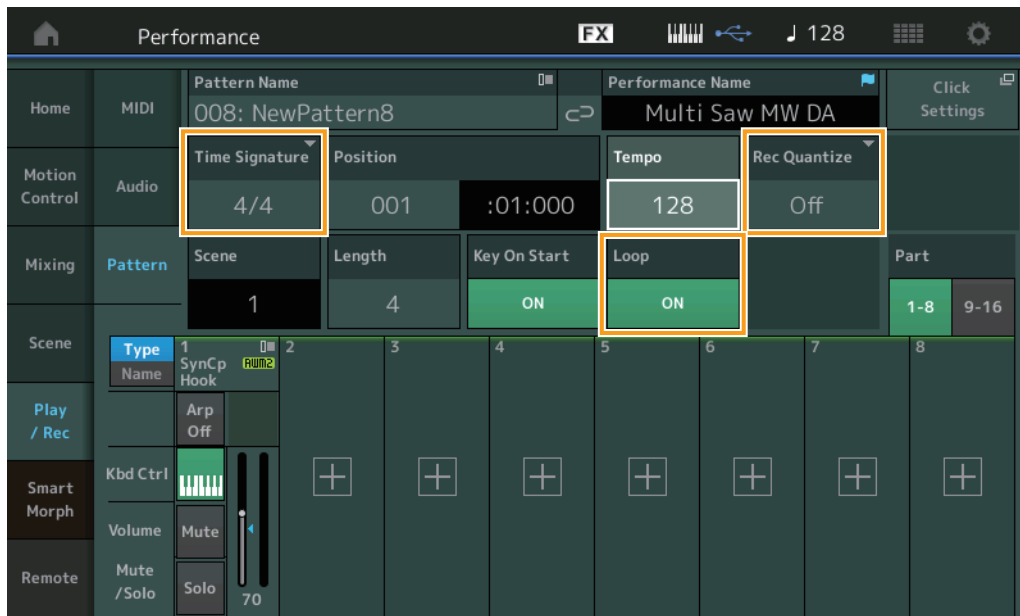 Performance FX ♩ 128
Home
Motion
Control
Mixing
Scene
Play
/ Rec
Smart
Morph
Remote
MIDI
Audio
Pattern
Pattern Name
008: NewPattern8
Performance Name
Multi Saw MW DA
Click
Settings
Time Signature
4/4
Position
001 :01:000
Tempo
128
Rec Quantize
Off
Scene
1
Length
4
Key On Start
ON
Loop
ON
Part
1-8 9-16
Type
Name
1
SynCp AWM2
Hook
2 3 4 5 6 7 8
Arp
Off
Kbd Ctrl
Volume
Mute
Mute
/Solo
Solo
70